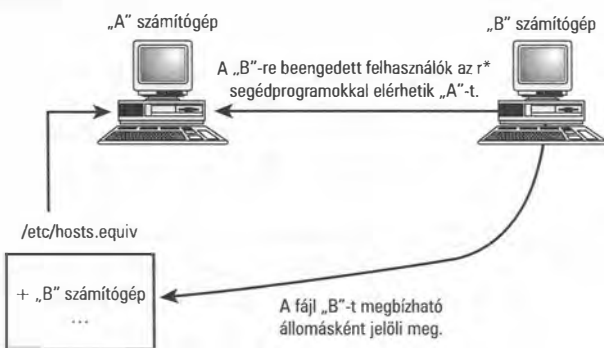 „A" számítógép
„B" számítógép
A „B"-re beengedett felhasználók az r*
segédprogramokkal elérhetik „A"-t.
/etc/hosts.equiv
+ „B" számítógép
...
A fájl „B"-t megbízható
állomásként jelöli meg.